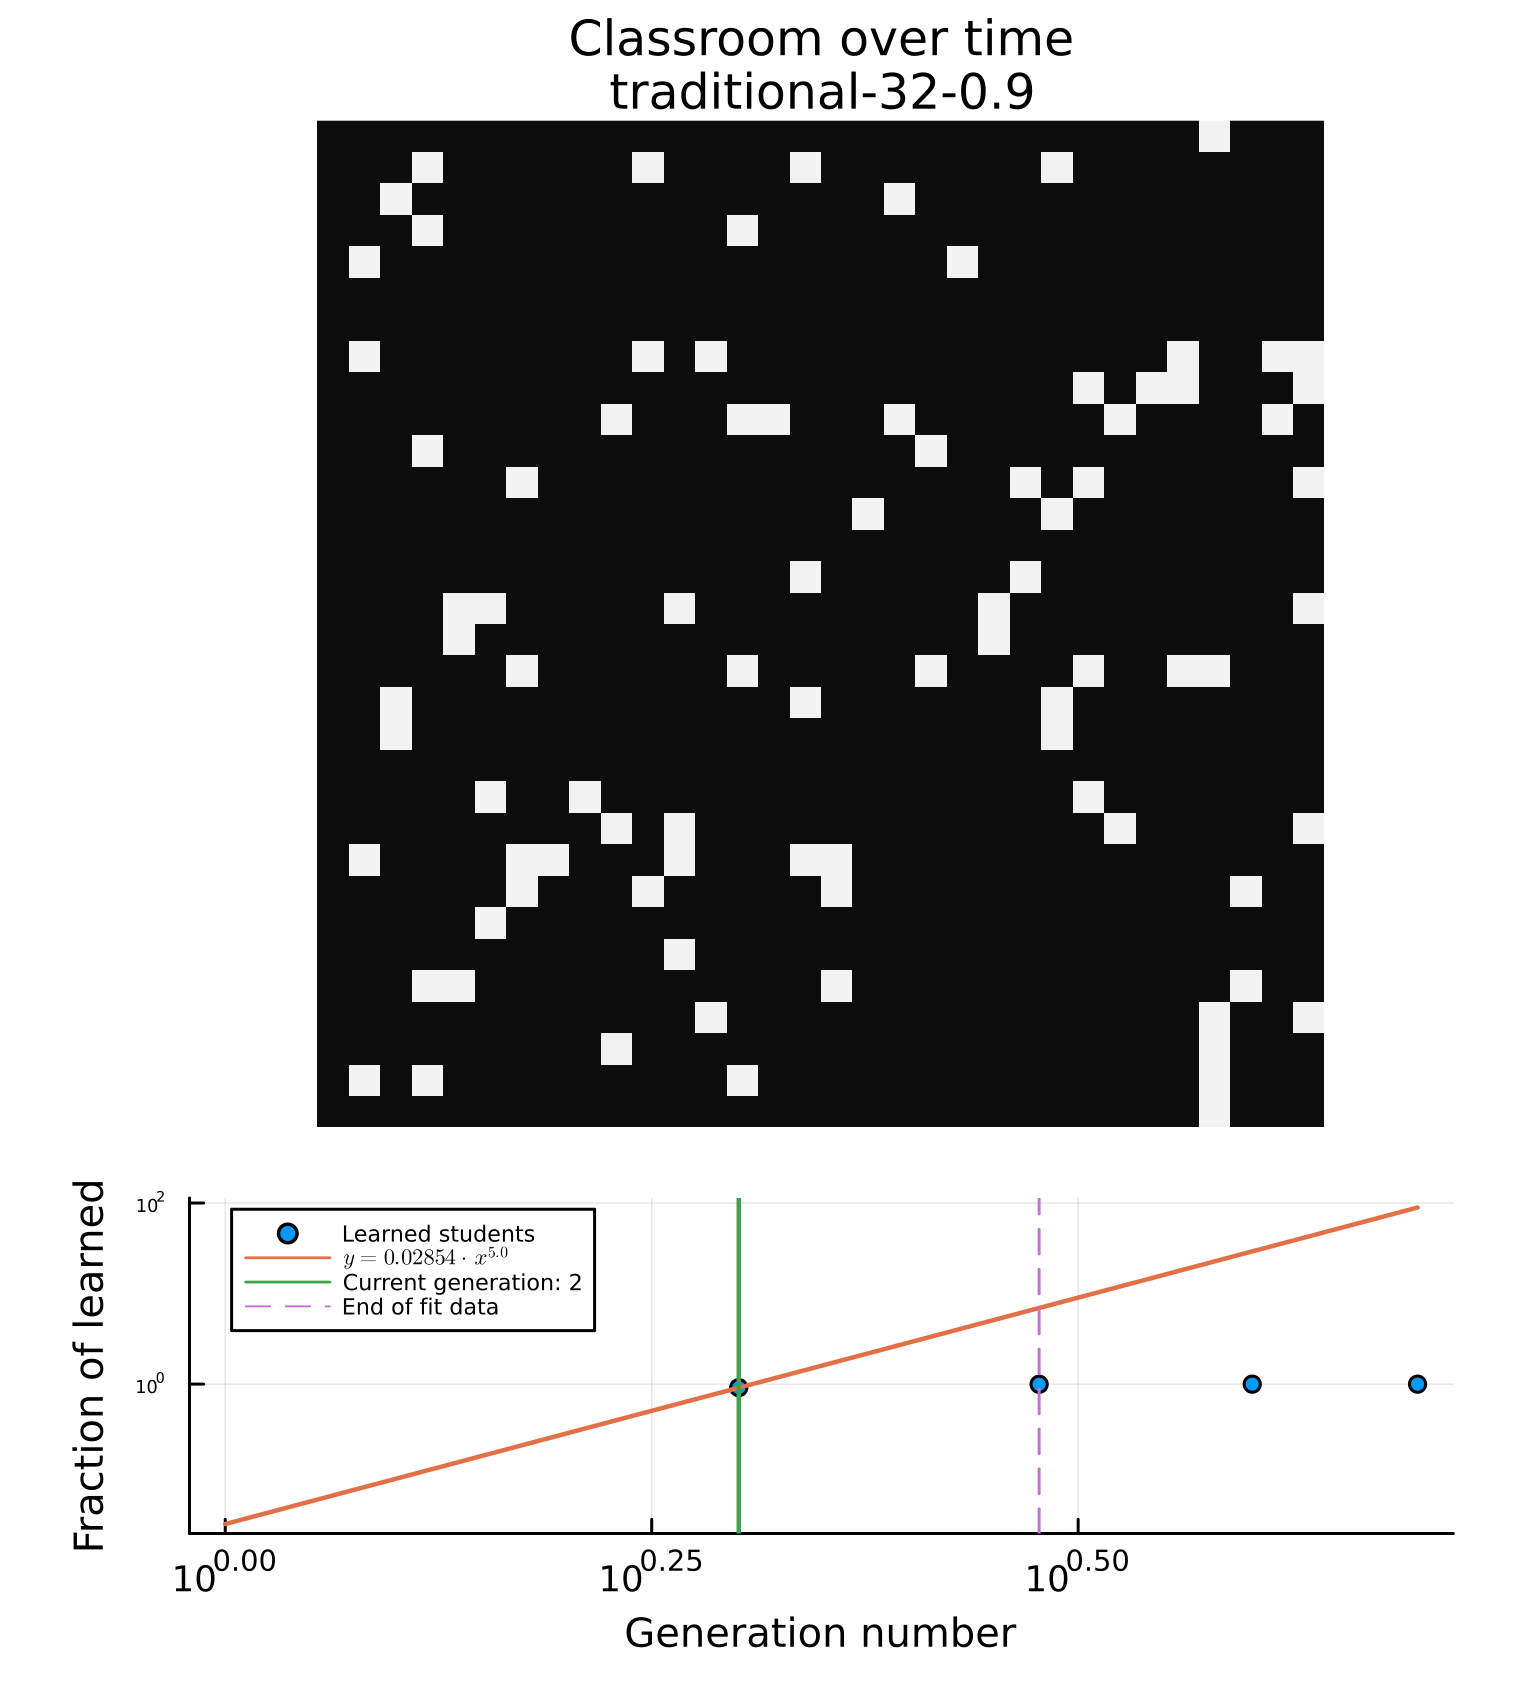 Classroom over time
traditional-32-0.9
Fraction of learned
10²
10⁰
Learned students
y = 0.02854 · x^5.0
Current generation: 2
End of fit data
10^0.00
10^0.25
10^0.50
Generation number